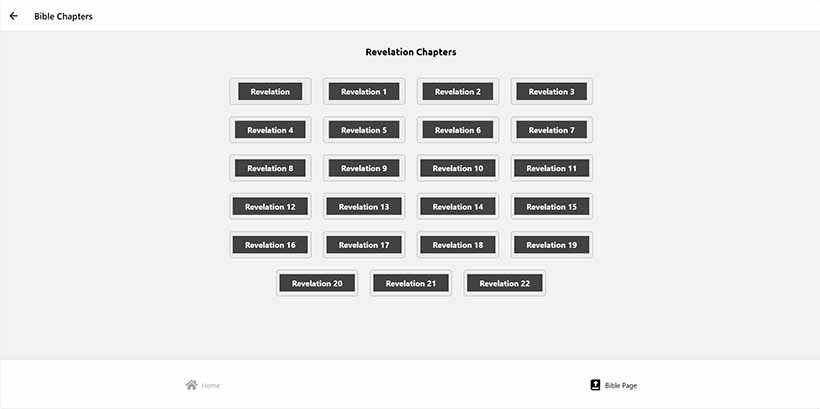 Bible Chapters
Revelation Chapters
Revelation Revelation 1 Revelation 2 Revelation 3
Revelation 4 Revelation 5 Revelation 6 Revelation 7
Revelation 8 Revelation 9 Revelation 10 Revelation 11
Revelation 12 Revelation 13 Revelation 14 Revelation 15
Revelation 16 Revelation 17 Revelation 18 Revelation 19
Revelation 20 Revelation 21 Revelation 22
Home Bible Page